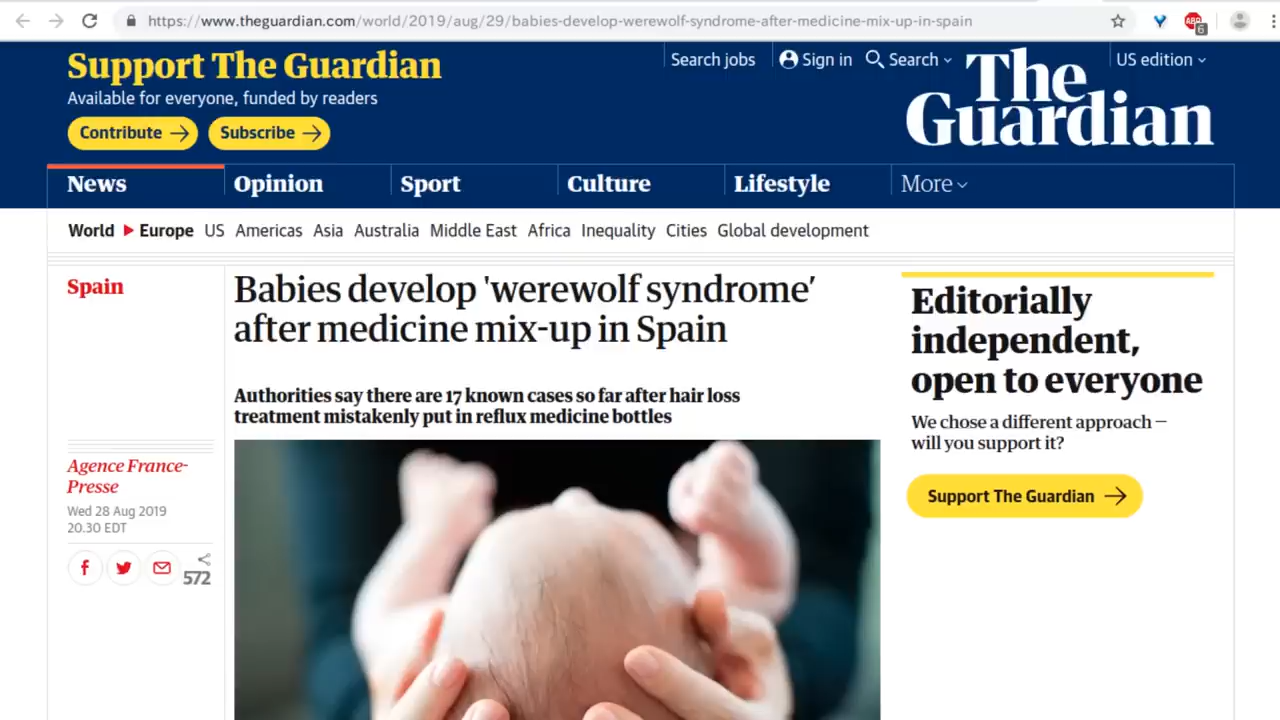 https://www.theguardian.com/world/2019/aug/29/babies-develop-werewolf-syndrome-after-medicine-mix-up-in-spain
ABP
6
Support The Guardian
Available for everyone, funded by readers
Contribute
Subscribe
Search jobs
Sign in
Search
US edition
The
Guardian
News
Opinion
Sport
Culture
Lifestyle
More
World
Europe
US
Americas
Asia
Australia
Middle East
Africa
Inequality
Cities
Global development
Spain
Babies develop 'werewolf syndrome’
after medicine mix-up in Spain
Authorities say there are 17 known cases so far after hair loss
treatment mistakenly put in reflux medicine bottles
Agence France-
Presse
Wed 28 Aug 2019
20.30 EDT
572
Editorially
independent,
open to everyone
We chose a different approach –
will you support it?
Support The Guardian